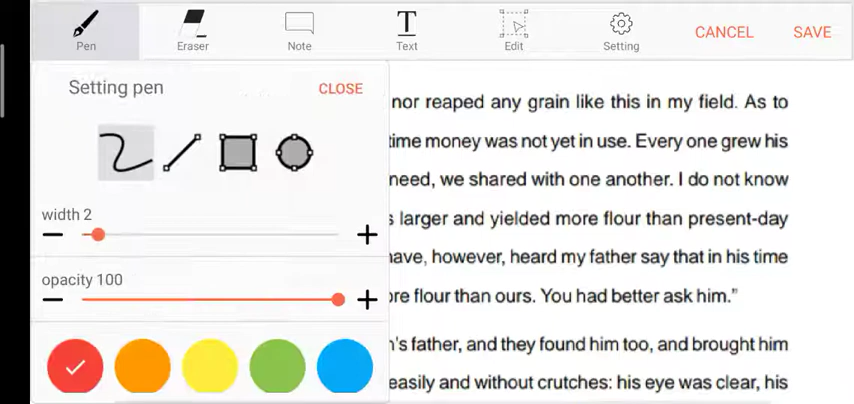 Pen Eraser Note Text Edit Setting CANCEL SAVE
Setting pen CLOSE
width 2
opacity 100
nor reaped any grain like this in my field. As to
time money was not yet in use. Every one grew his
need, we shared with one another. I do not know
s larger and yielded more flour than present-day
have, however, heard my father say that in his time
re flour than ours. You had better ask him.”
's father, and they found him too, and brought him
easily and without crutches: his eye was clear, his